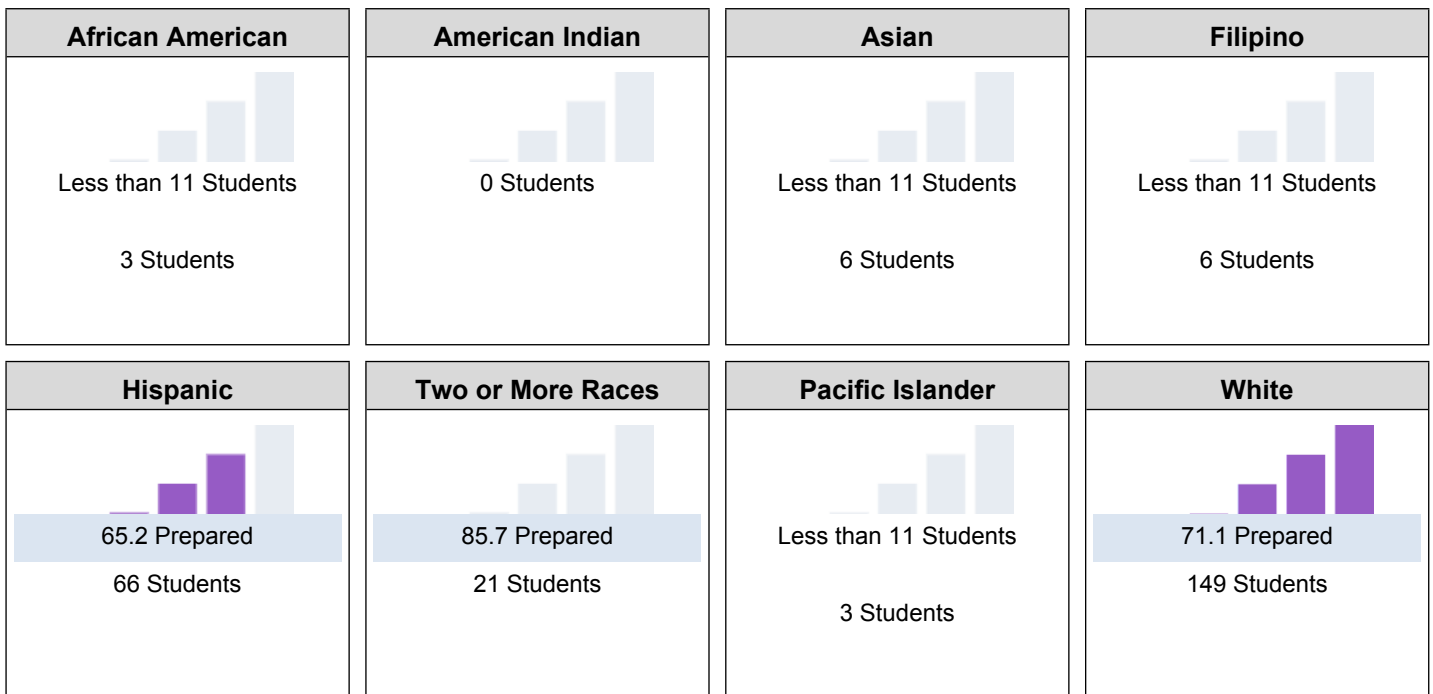 African American
Less than 11 Students
3 Students
American Indian
0 Students
Asian
Less than 11 Students
6 Students
Filipino
Less than 11 Students
6 Students
Hispanic
65.2 Prepared
66 Students
Two or More Races
85.7 Prepared
21 Students
Pacific Islander
Less than 11 Students
3 Students
White
71.1 Prepared
149 Students